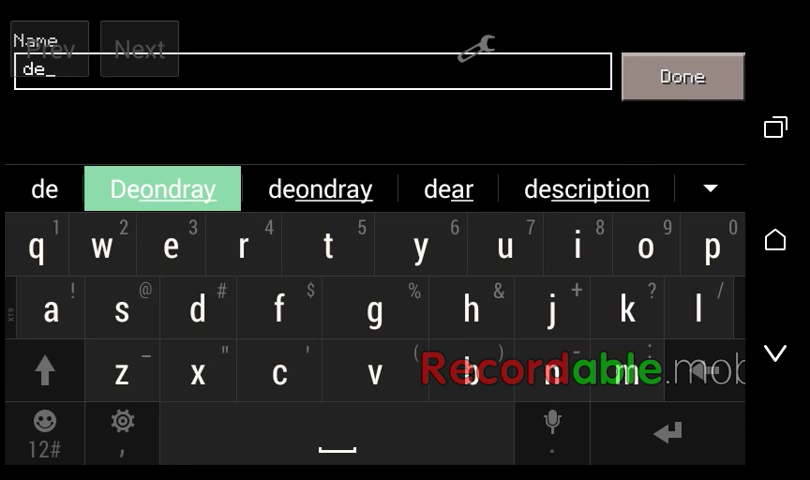 Name
Prev Next
de_
Done
de Deondray deondray dear description
1 2 3 4 5 6 7 8 9 0
q w e r t y u i o p
! @ # $ % & + ? /
a s d f g h j k l
_ " ' ( ) - :
z x c v b n m
Recordable.mob
12# , .